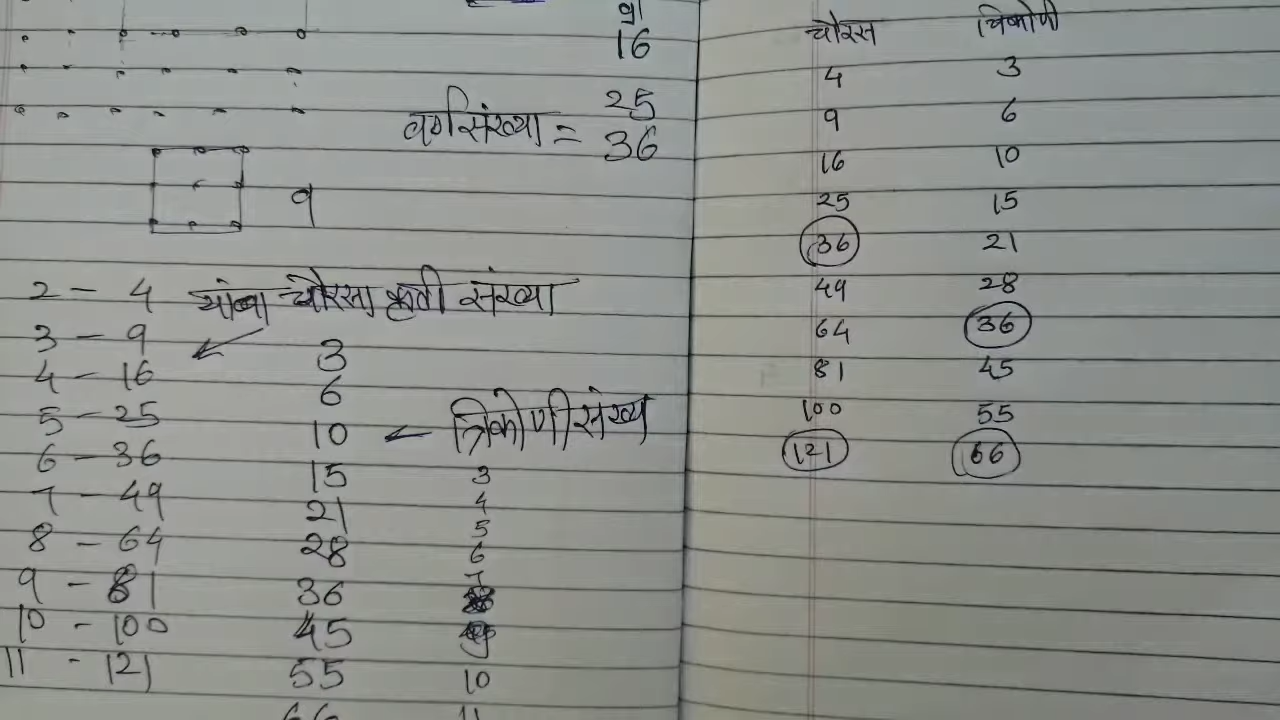 16
25
वर्गसंख्या = 36
9
2 - 4 चौरसाकृती संख्या
3 - 9
4 - 16
5 - 25
6 - 36
7 - 49
8 - 64
9 - 81
10 - 100
11 - 121
3
6
10 ← त्रिकोणी संख्य
15 3
21 4
28 5
36 6
45 7
55 10
66 11
चौरस त्रिकोणी
4 3
9 6
16 10
25 15
36 21
49 28
64 36
81 45
100 55
121 66